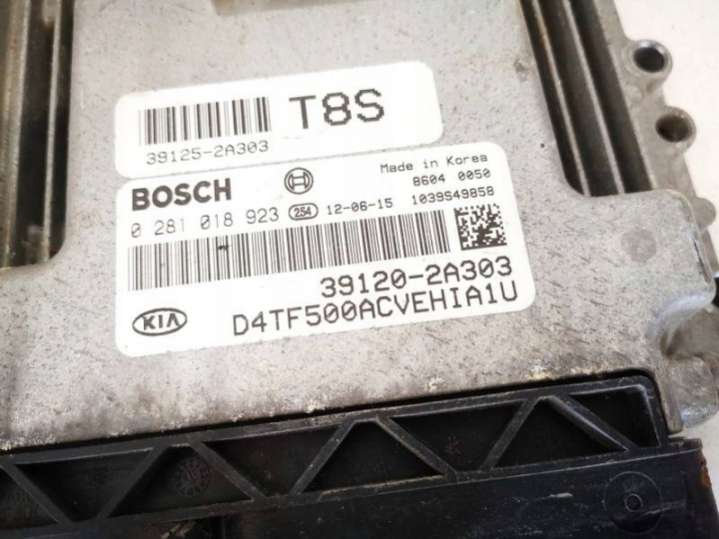 T8S
39125-2A303
BOSCH
Made in Korea
8604 0050
0 281 018 923 254 12-06-15 1039S49858
39120-2A303
KIA D4TF500ACVEHIA1U